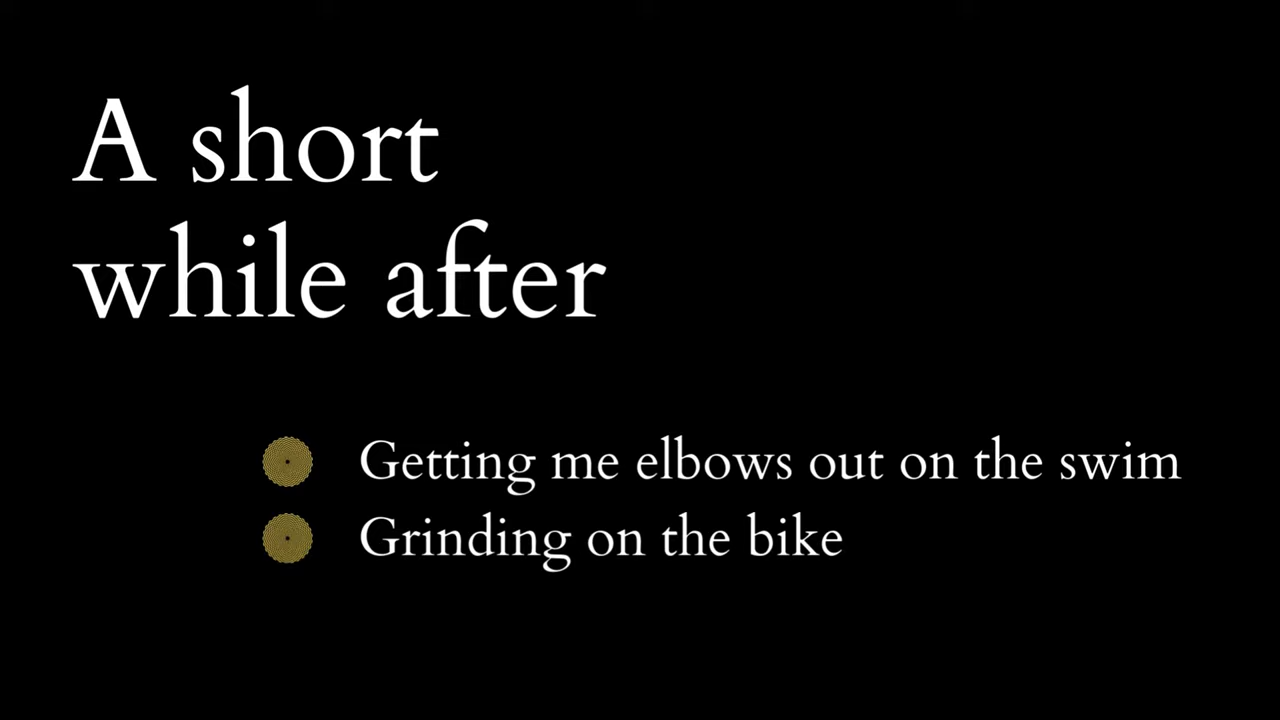 A short
while after
Getting me elbows out on the swim
Grinding on the bike